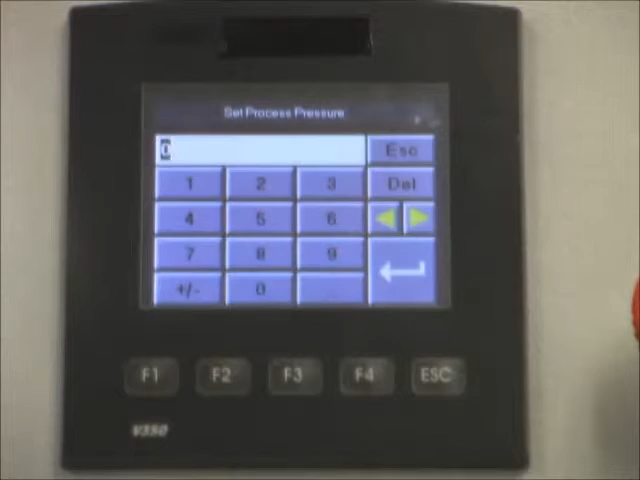 Set Process Pressure
0 Esc
1 2 3 Del
4 5 6
7 8 9
+/- 0
F1 F2 F3 F4 ESC
V350